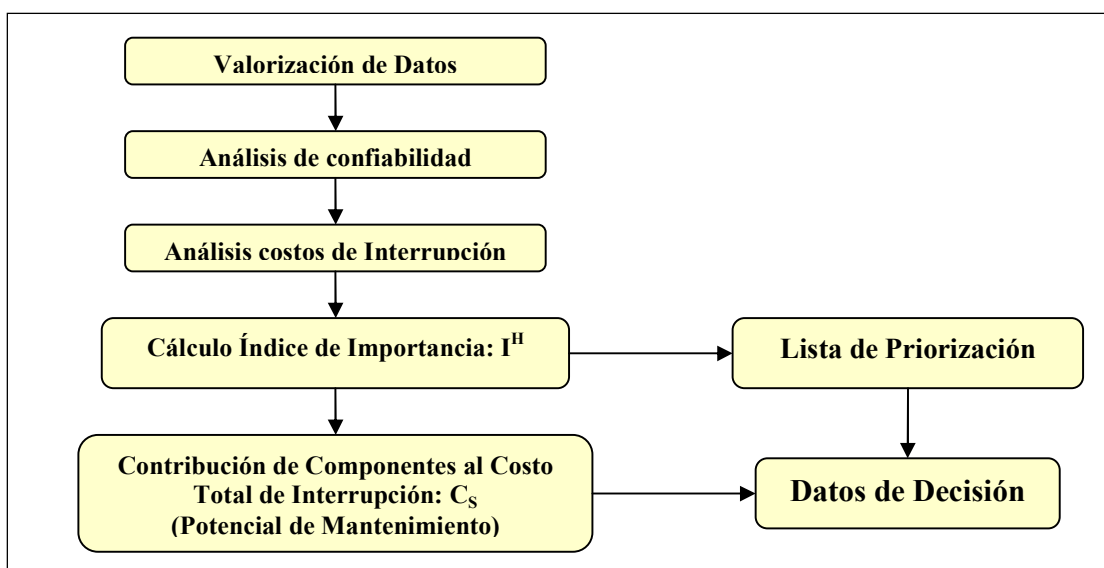 Valorización de Datos
Análisis de confiabilidad
Análisis costos de Interrupción
Cálculo Índice de Importancia: I^H
Lista de Priorización
Contribución de Componentes al Costo
Total de Interrupción: C_S
(Potencial de Mantenimiento)
Datos de Decisión